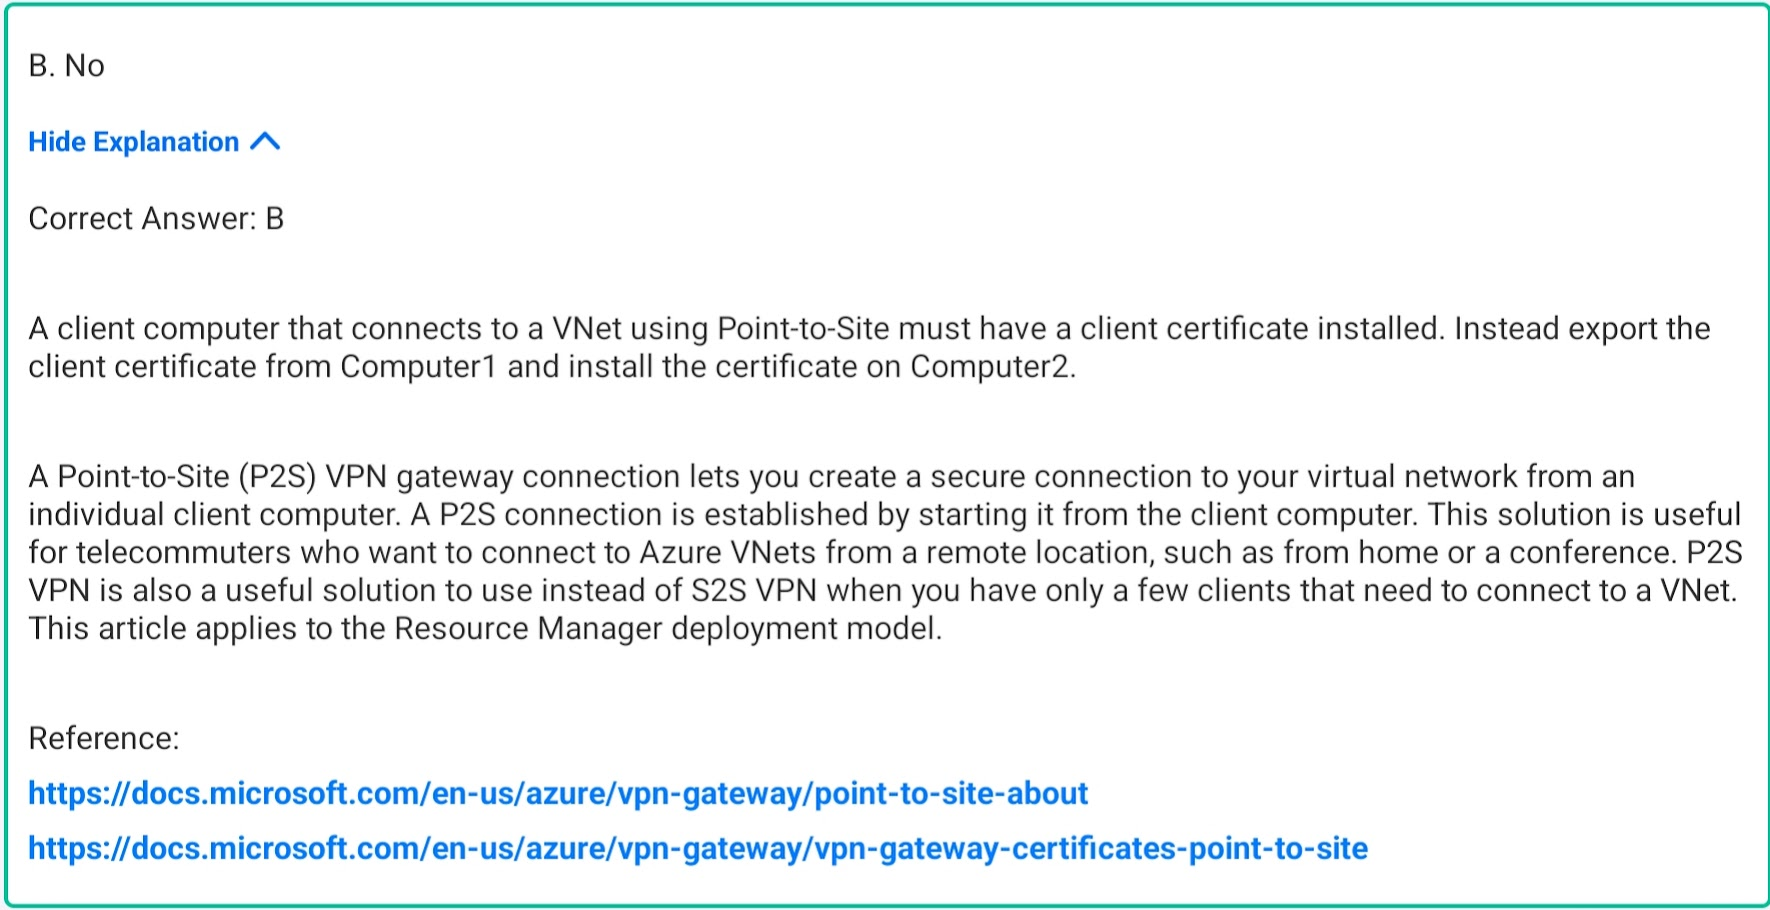 B. No
Hide Explanation
Correct Answer: B
A client computer that connects to a VNet using Point-to-Site must have a client certificate installed. Instead export the
client certificate from Computer1 and install the certificate on Computer2.
A Point-to-Site (P2S) VPN gateway connection lets you create a secure connection to your virtual network from an
individual client computer. A P2S connection is established by starting it from the client computer. This solution is useful
for telecommuters who want to connect to Azure VNets from a remote location, such as from home or a conference. P2S
VPN is also a useful solution to use instead of S2S VPN when you have only a few clients that need to connect to a VNet.
This article applies to the Resource Manager deployment model.
Reference:
https://docs.microsoft.com/en-us/azure/vpn-gateway/point-to-site-about
https://docs.microsoft.com/en-us/azure/vpn-gateway/vpn-gateway-certificates-point-to-site